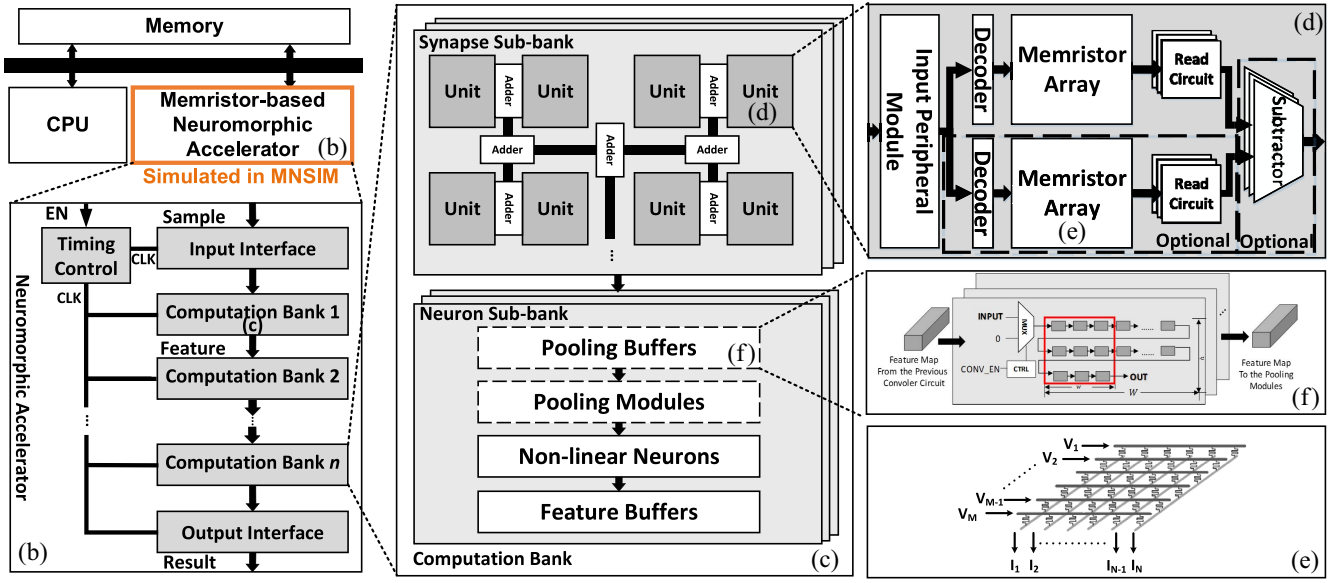 Memory
CPU
Memristor-based
Neuromorphic
Accelerator
(b)
Simulated in MNSIM
Neuromorphic Accelerator
EN
Sample
Timing
Control
CLK
Input Interface
CLK
Computation Bank 1
(c)
Feature
Computation Bank 2
...
...
Computation Bank n
Output Interface
Result
(b)
Synapse Sub-bank
Unit
Adder
Unit
Unit
Adder
Unit
(d)
Adder
Adder
Adder
Unit
Adder
Unit
Unit
Adder
Unit
...
Neuron Sub-bank
Pooling Buffers
(f)
Pooling Modules
Non-linear Neurons
Feature Buffers
Computation Bank
(c)
(d)
Input Peripheral
Module
Decoder
Memristor
Array
Read
Circuit
Subtractor
Decoder
Memristor
Array
(e)
Read
Circuit
Optional
Optional
Feature Map
From the Previous
Convoler Circuit
INPUT
0
MUX
CONV_EN
CTRL
......
......
OUT
w
W
...
Feature Map
To the Pooling
Modules
(f)
V1
V2
.......
VM-1
VM
I1 I2 ........... IN-1 IN
(e)